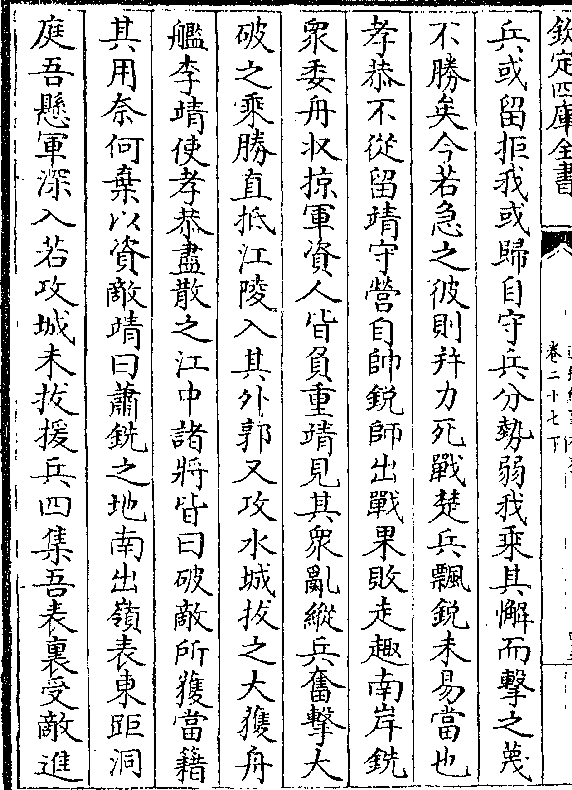 欽定四庫全書
卷二十七下
兵或留拒我或歸自守兵分勢弱我乘其懈而擊之蔑
不勝矣今若急之彼則并力死戰楚兵飄銳未易當也
孝恭不從留靖守營自帥銳師出戰果敗走趣南岸銑
衆委舟収掠軍資人皆負重靖見其衆亂縱兵奮擊大
破之乘勝直抵江陵入其外郭又攻水城拔之大獲舟
艦李靖使孝恭盡散之江中諸將皆曰破敵所獲當籍
其用奈何棄以資敵靖曰蕭銑之地南出嶺表東距洞
庭吾懸軍深入若攻城未拔援兵四集吾表裏受敵進